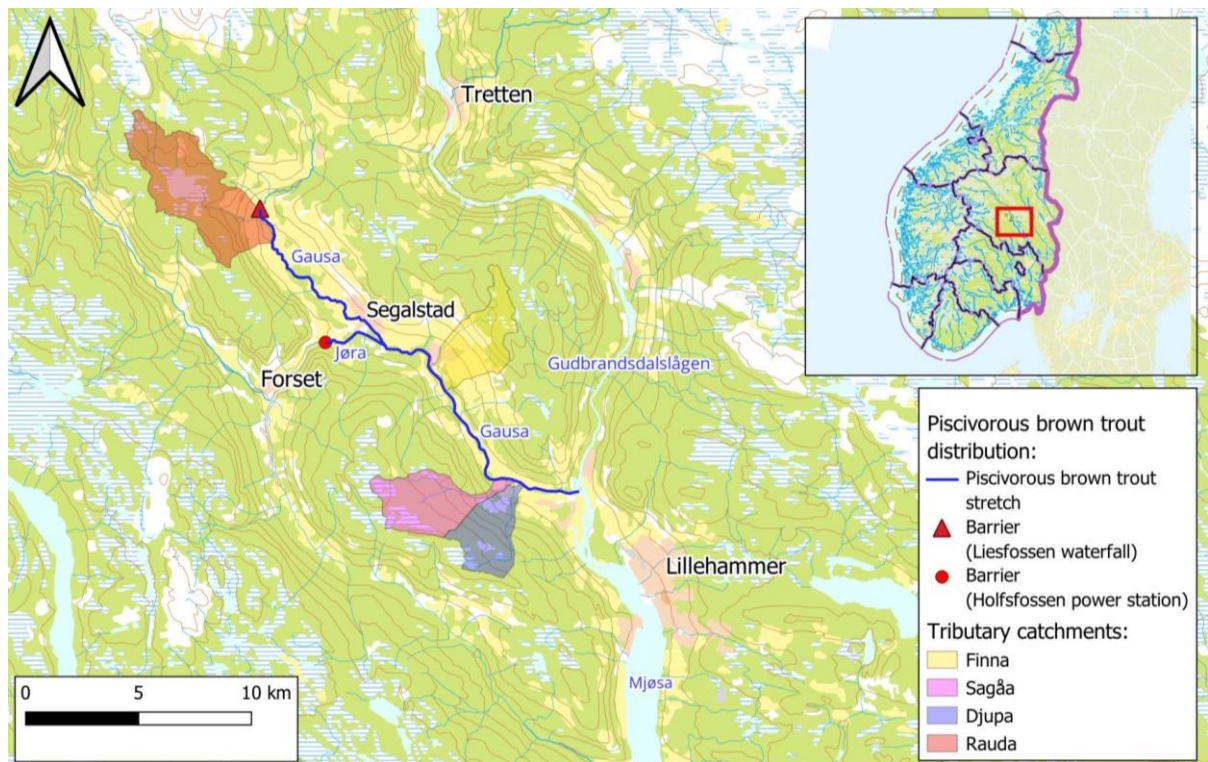 Tretten
Gausa
Segalstad
Jøra
Forset
Gudbrandsdalslågen
Gausa
Lillehammer
Mjøsa
0 5 10 km
Piscivorous brown trout
distribution:
Piscivorous brown trout
stretch
Barrier
(Liesfossen waterfall)
Barrier
(Holfsfossen power station)
Tributary catchments:
Finna
Sagåa
Djupa
Rauda